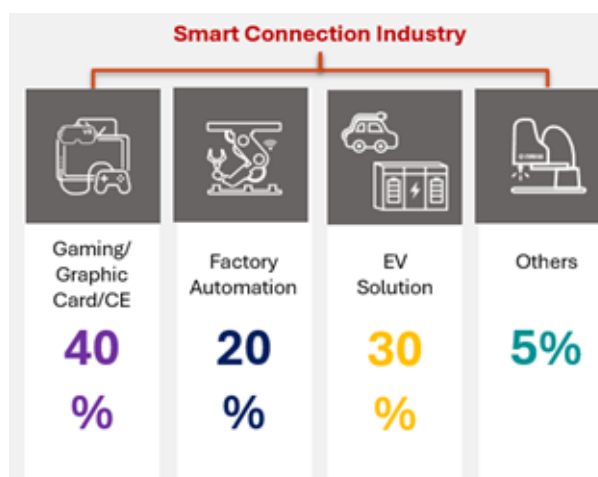 Smart Connection Industry
Gaming/
Graphic
Card/CE
40
%
Factory
Automation
20
%
EV
Solution
30
%
Others
5%